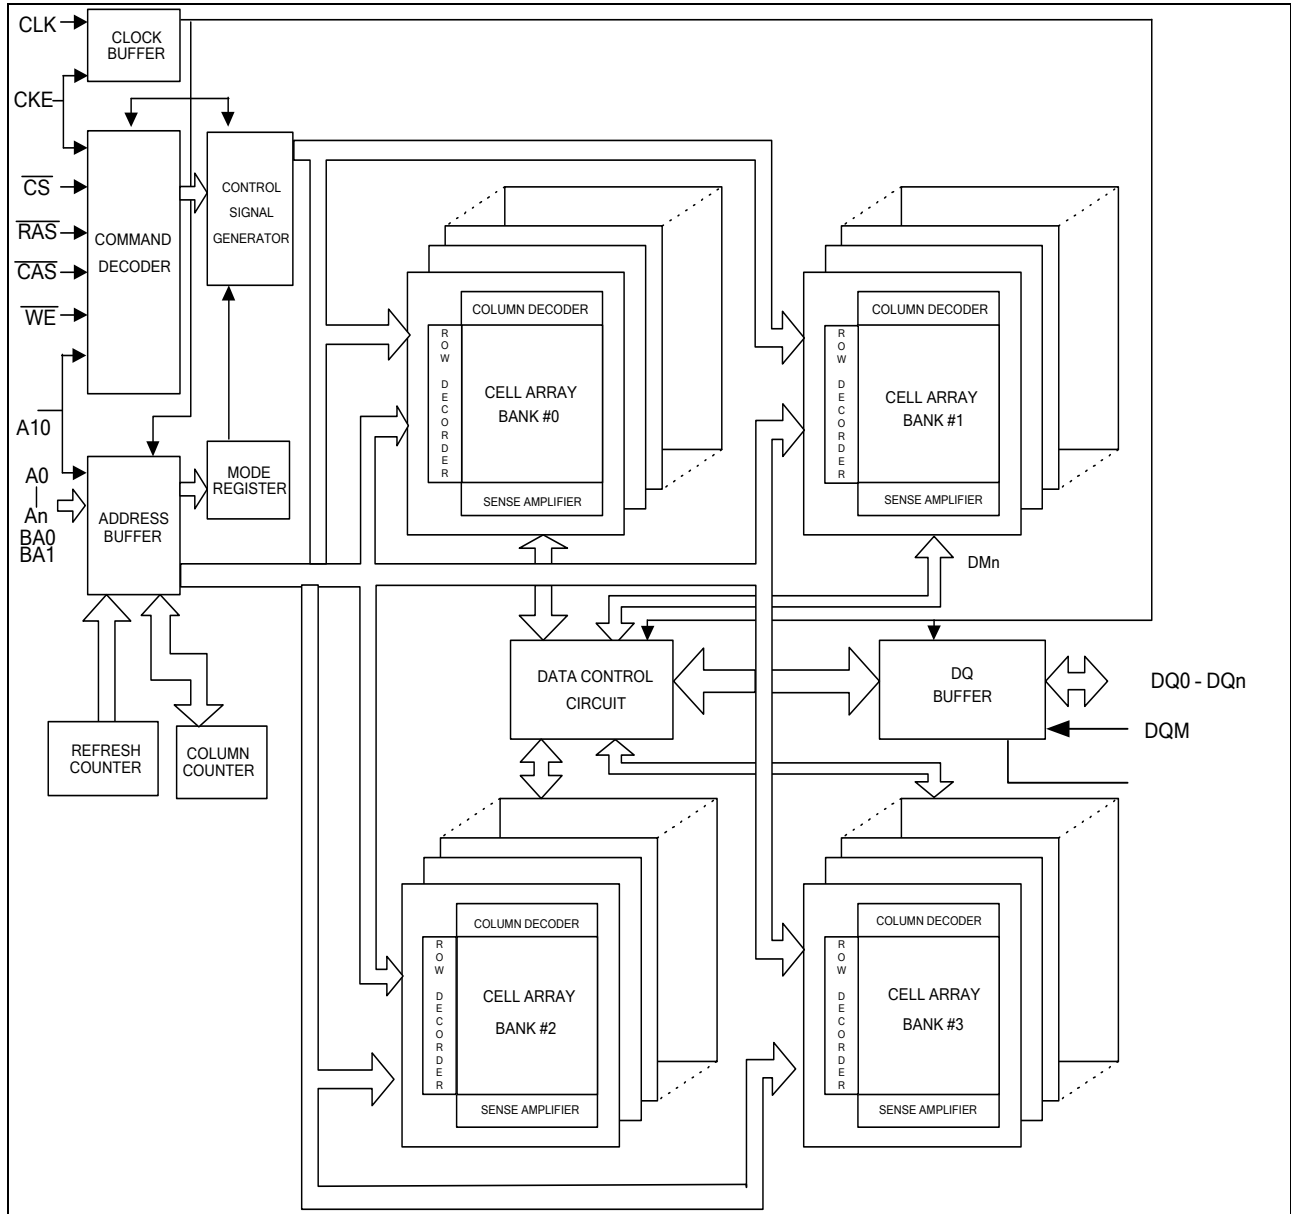 CLK
CLOCK
BUFFER
CKE
CS
RAS
CAS
WE
COMMAND
DECODER
CONTROL
SIGNAL
GENERATOR
A10
A0
An
BA0
BA1
ADDRESS
BUFFER
MODE
REGISTER
REFRESH
COUNTER
COLUMN
COUNTER
COLUMN DECODER
ROW DECORDER
CELL ARRAY
BANK #0
SENSE AMPLIFIER
COLUMN DECODER
ROW DECORDER
CELL ARRAY
BANK #1
SENSE AMPLIFIER
DMn
DATA CONTROL
CIRCUIT
DQ
BUFFER
DQ0 - DQn
DQM
COLUMN DECODER
ROW DECORDER
CELL ARRAY
BANK #2
SENSE AMPLIFIER
COLUMN DECODER
ROW DECORDER
CELL ARRAY
BANK #3
SENSE AMPLIFIER